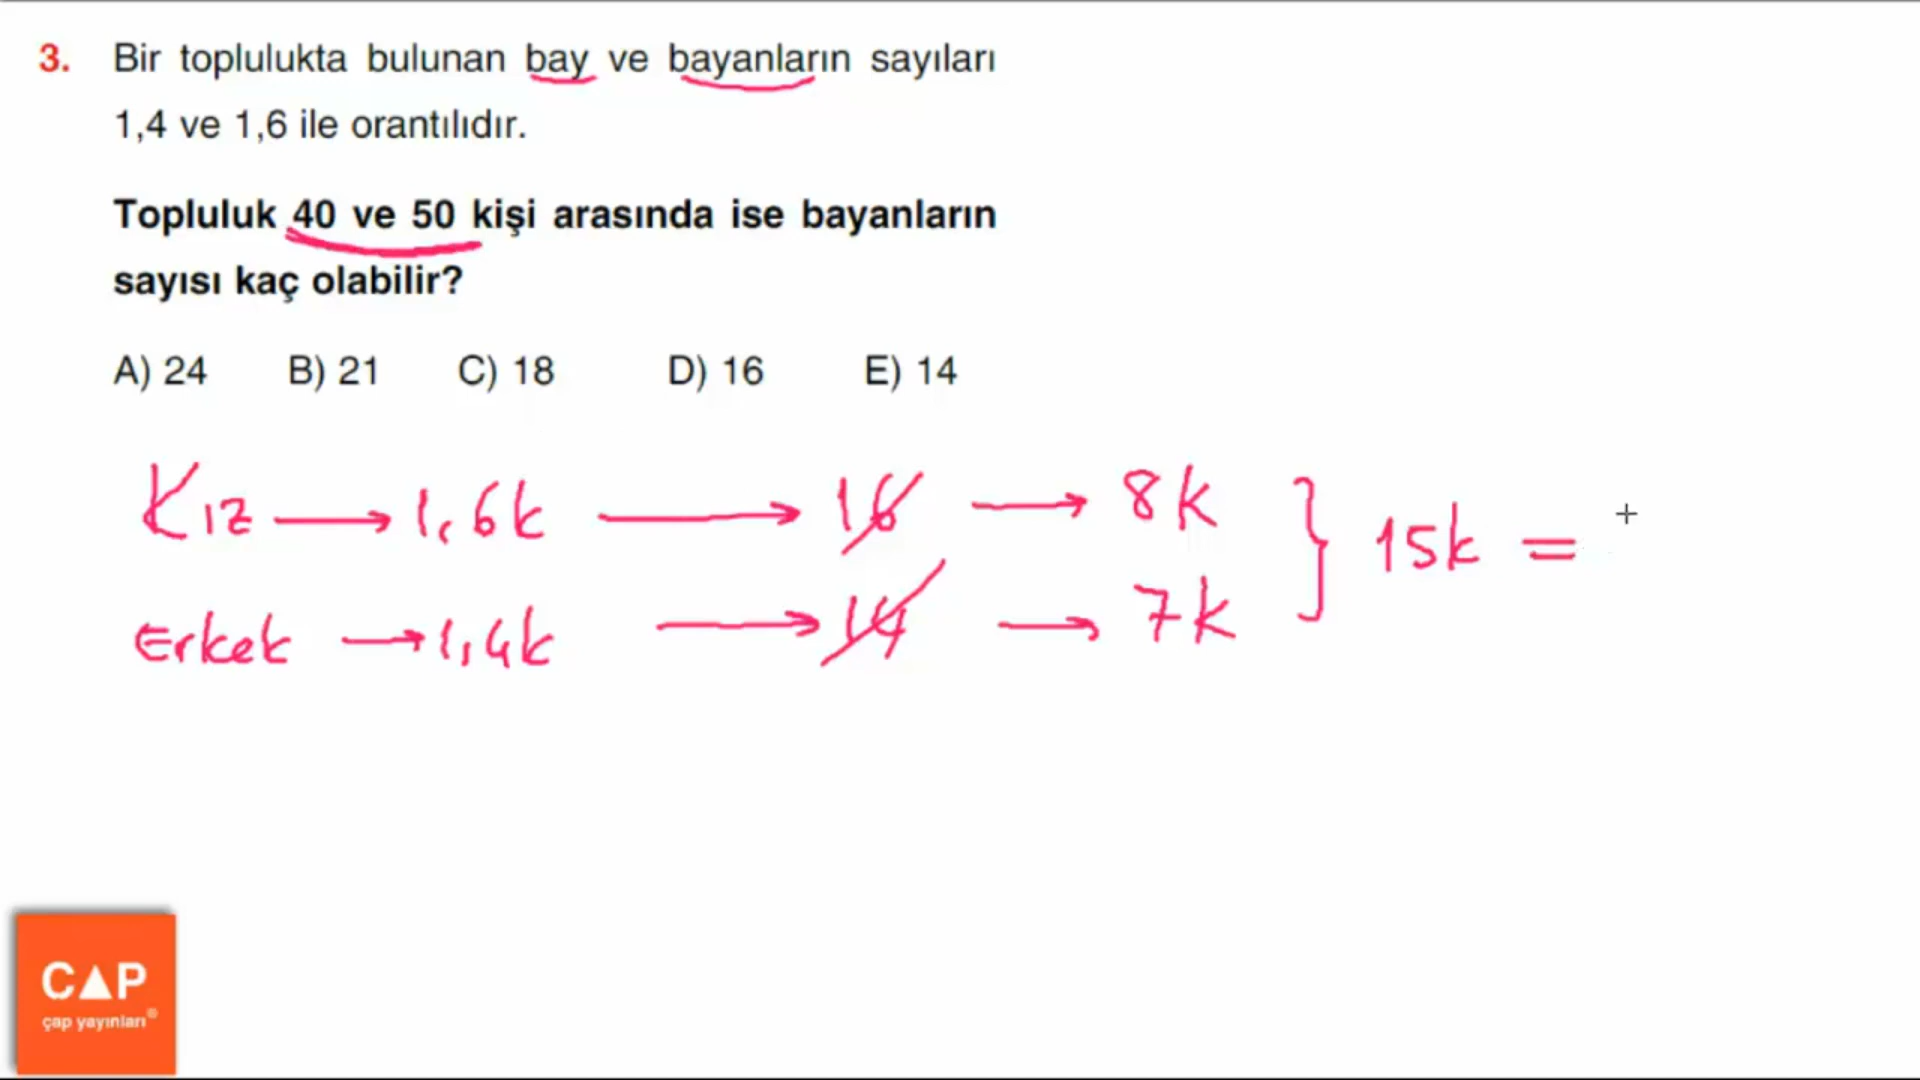 3. Bir toplulukta bulunan bay ve bayanların sayıları
1,4 ve 1,6 ile orantılıdır.
Topluluk 40 ve 50 kişi arasında ise bayanların
sayısı kaç olabilir?
A) 24 B) 21 C) 18 D) 16 E) 14
Kız → 1,6k → 16 → 8k
Erkek → 1,4k → 14 → 7k
} 15k =
CAP
çap yayınları®